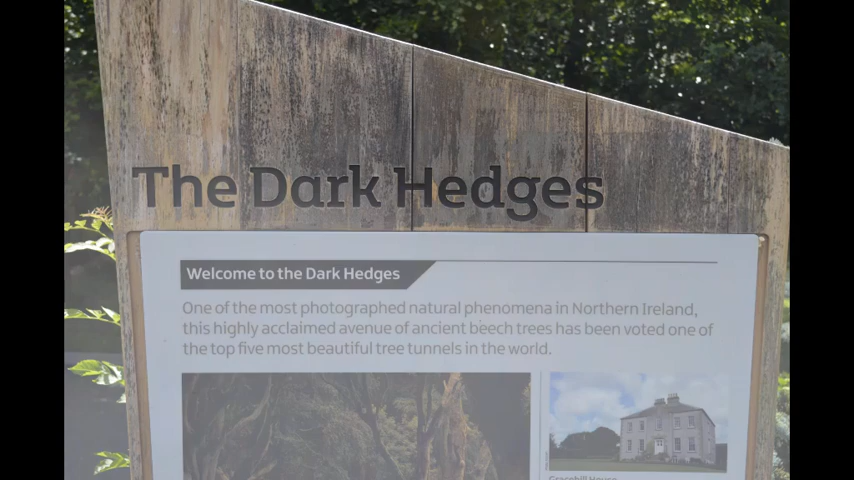 The Dark Hedges
Welcome to the Dark Hedges
One of the most photographed natural phenomena in Northern Ireland,
this highly acclaimed avenue of ancient beech trees has been voted one of
the top five most beautiful tree tunnels in the world.
Gracehill House